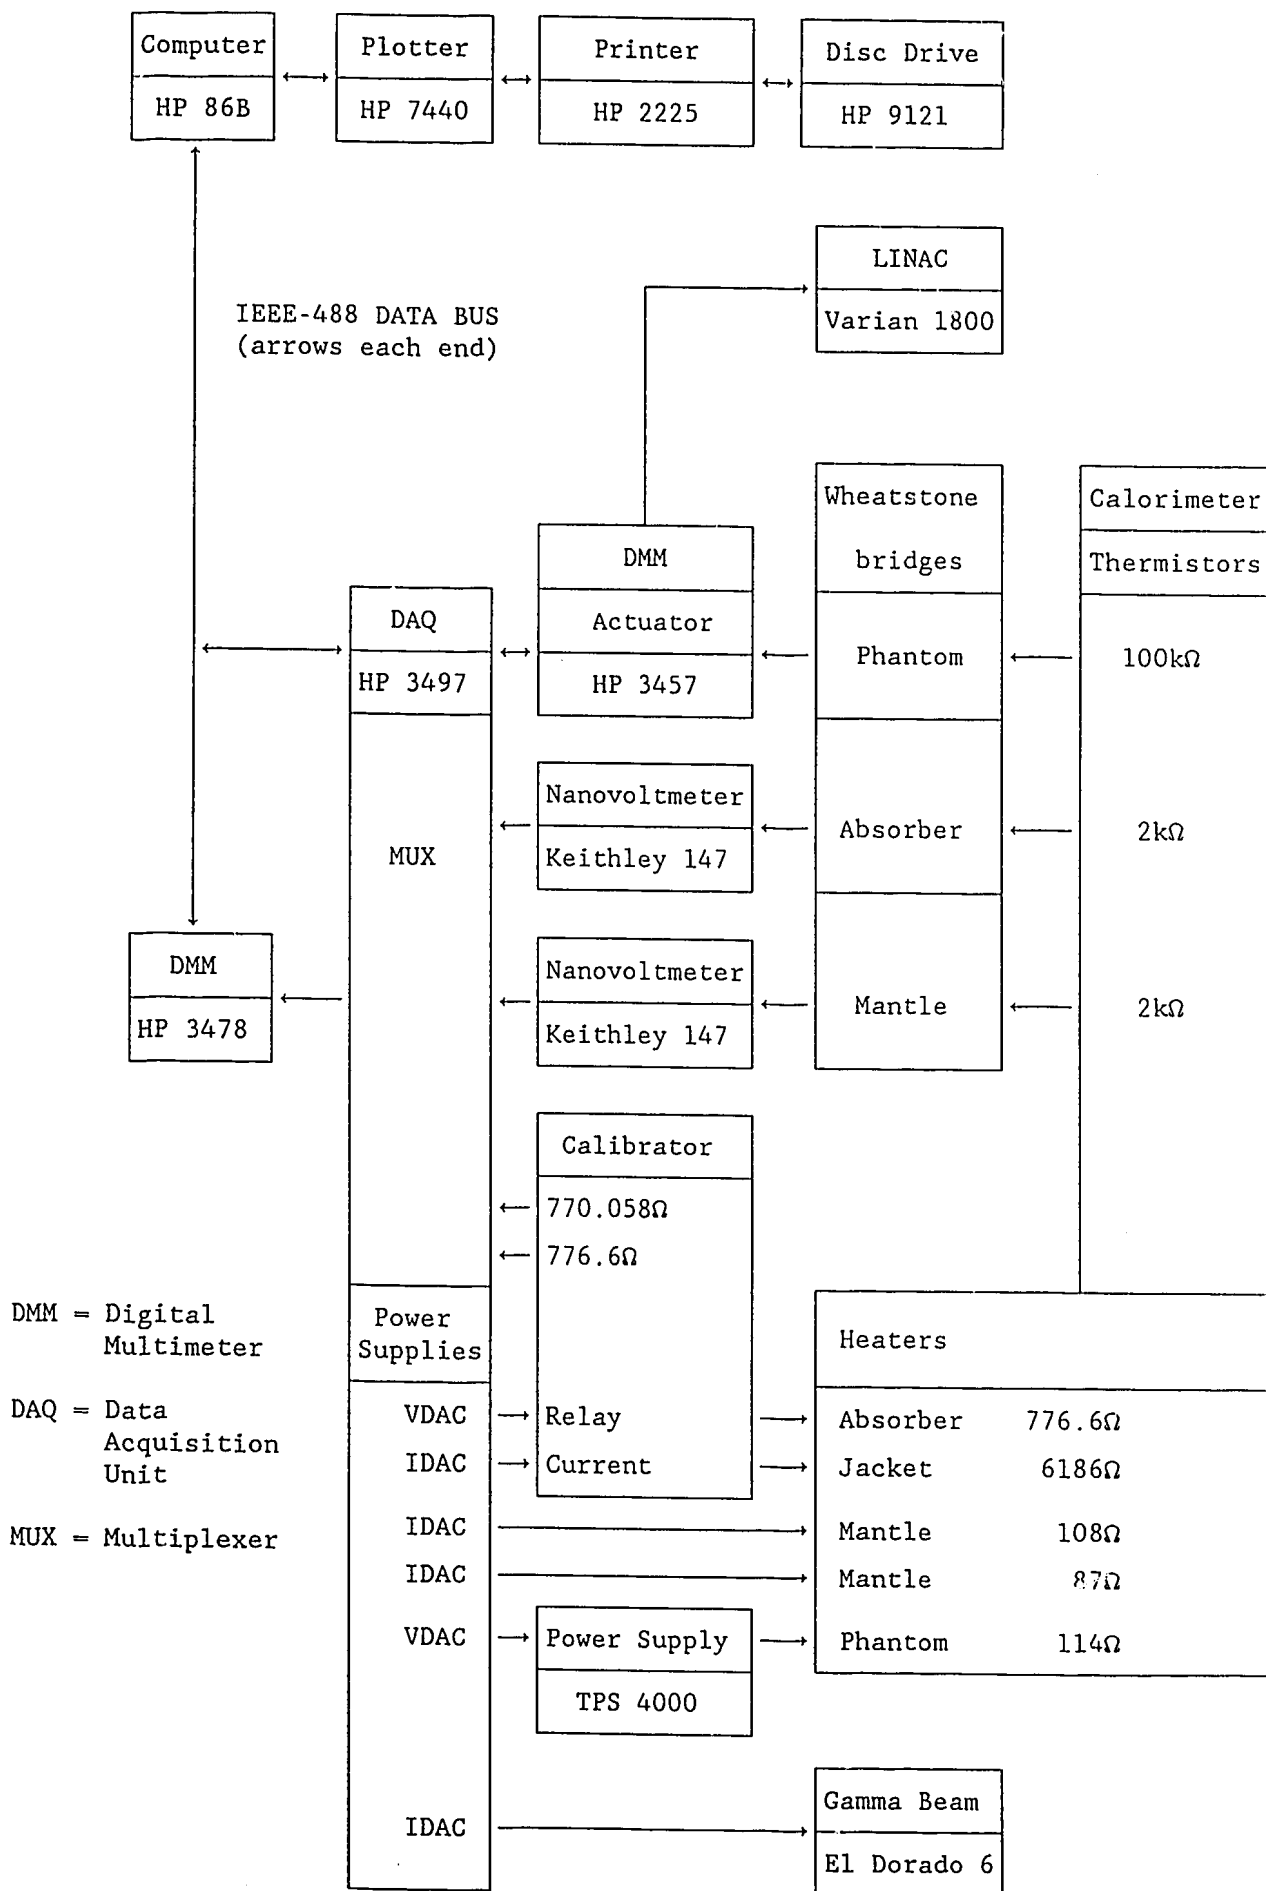 Computer
HP 86B
Plotter
HP 7440
Printer
HP 2225
Disc Drive
HP 9121
LINAC
Varian 1800
IEEE-488 DATA BUS
(arrows each end)
Wheatstone
bridges
Phantom
Absorber
Mantle
Calorimeter
Thermistors
100kΩ
2kΩ
2kΩ
DMM
Actuator
HP 3457
DAQ
HP 3497
MUX
Nanovoltmeter
Keithley 147
Nanovoltmeter
Keithley 147
DMM
HP 3478
Calibrator
770.058Ω
776.6Ω
Relay
Current
Power
Supplies
VDAC
IDAC
IDAC
IDAC
VDAC
IDAC
Power Supply
TPS 4000
Heaters
Absorber 776.6Ω
Jacket 6186Ω
Mantle 108Ω
Mantle 87Ω
Phantom 114Ω
Gamma Beam
El Dorado 6
DMM = Digital
Multimeter
DAQ = Data
Acquisition
Unit
MUX = Multiplexer